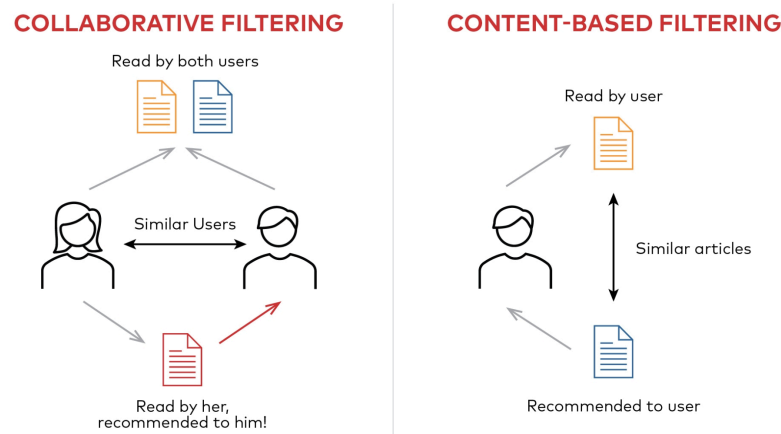 COLLABORATIVE FILTERING
Read by both users
Similar Users
Read by her,
recommended to him!
CONTENT-BASED FILTERING
Read by user
Similar articles
Recommended to user